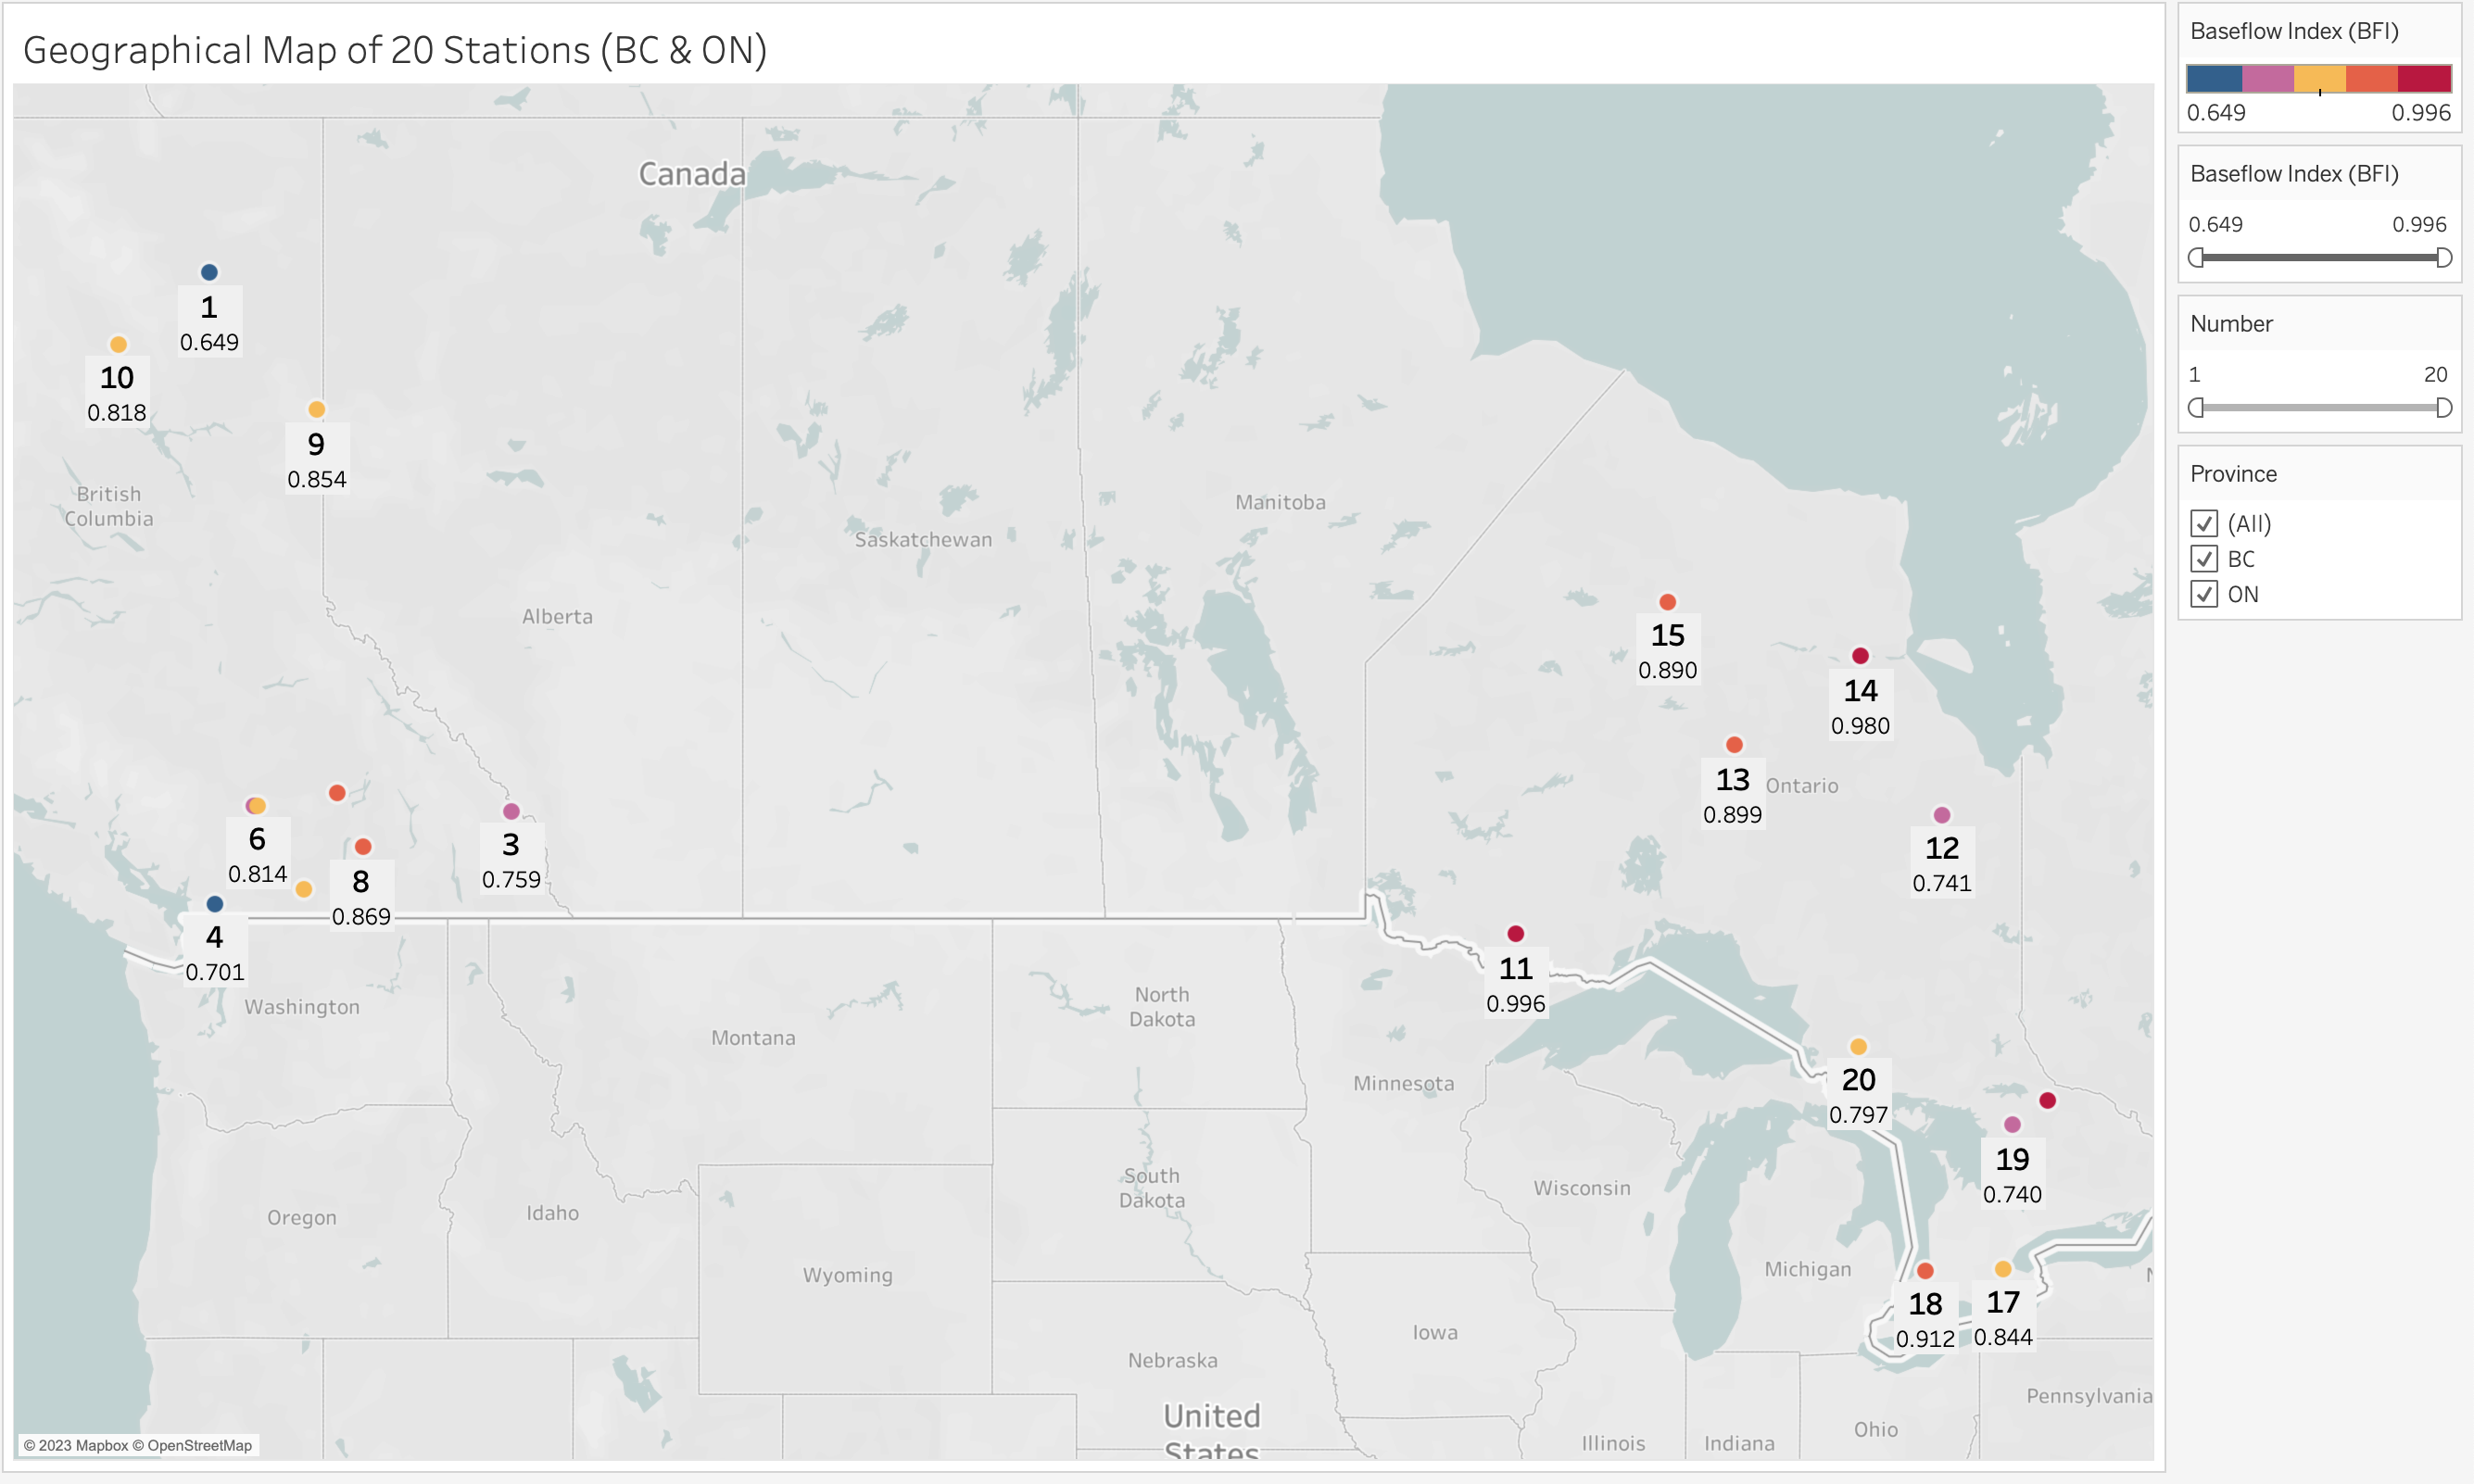 Geographical Map of 20 Stations (BC & ON)
Canada
1
0.649
10
0.818
9
0.854
British
Columbia
Manitoba
Saskatchewan
Alberta
15
0.890
14
0.980
13
0.899
Ontario
12
0.741
6
0.814
3
0.759
8
0.869
4
0.701
11
0.996
Washington
North
Dakota
Montana
Minnesota
20
0.797
19
0.740
South
Dakota
Wisconsin
Oregon
Idaho
Wyoming
Michigan
18
0.912
17
0.844
Iowa
Nebraska
Pennsylvania
United
States
Ohio
Illinois
Indiana
© 2023 Mapbox © OpenStreetMap
Baseflow Index (BFI)
0.649 0.996
Baseflow Index (BFI)
0.649 0.996
Number
1 20
Province
(All)
BC
ON